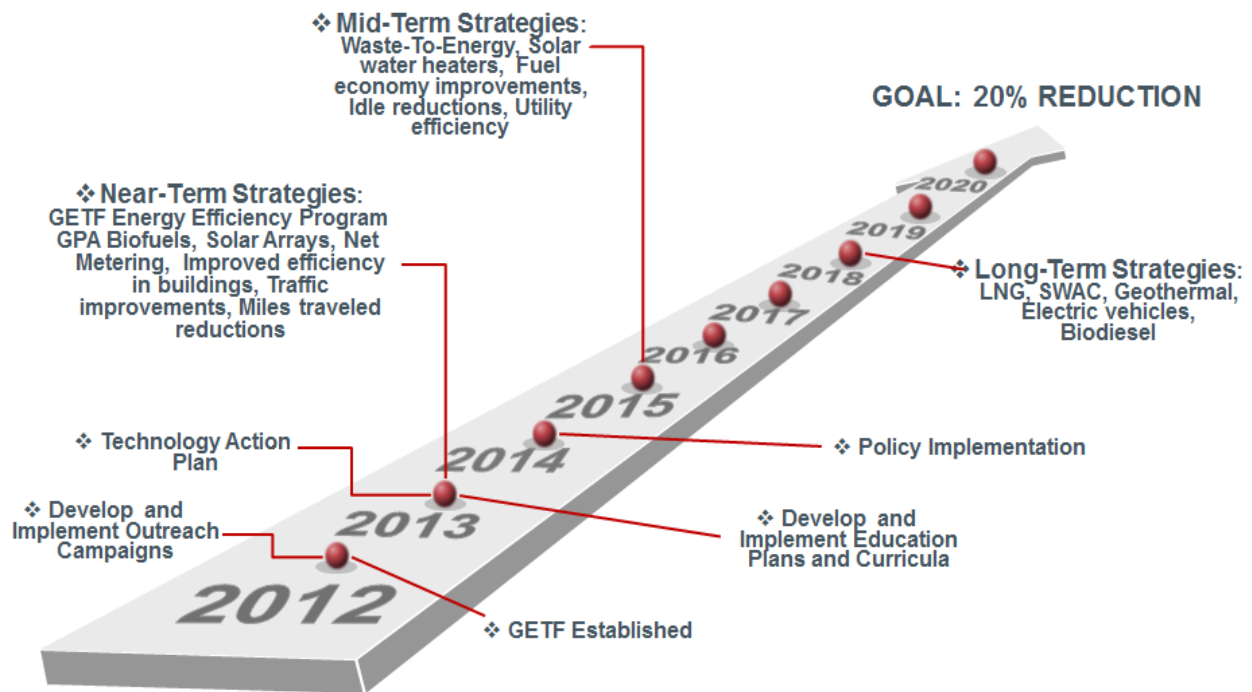 ❖ Mid-Term Strategies:
Waste-To-Energy, Solar
water heaters, Fuel
economy improvements,
Idle reductions, Utility
efficiency
GOAL: 20% REDUCTION
❖ Near-Term Strategies:
GETF Energy Efficiency Program
GPA Biofuels, Solar Arrays, Net
Metering, Improved efficiency
in buildings, Traffic
improvements, Miles traveled
reductions
❖ Long-Term Strategies:
LNG, SWAC, Geothermal,
Electric vehicles,
Biodiesel
❖ Technology Action
Plan
❖ Policy Implementation
❖ Develop and
Implement Outreach
Campaigns
❖ Develop and
Implement Education
Plans and Curricula
❖ GETF Established
2012
2013
2014
2015
2016
2017
2018
2019
2020